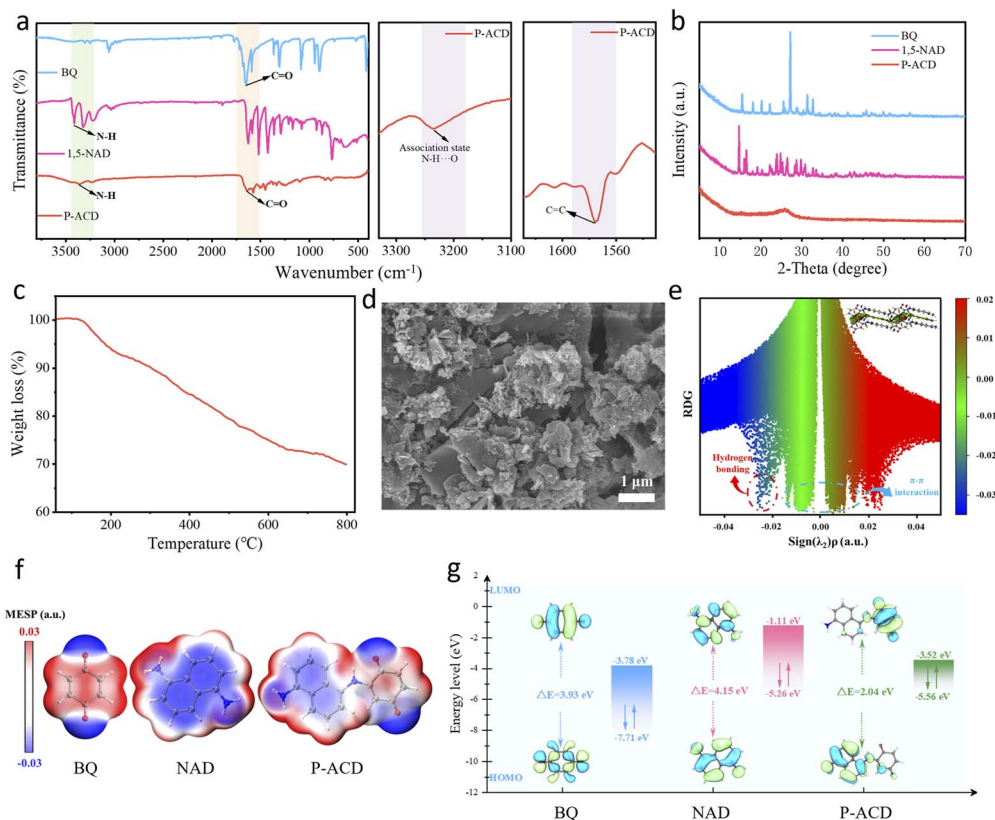 a
Transmittance (%)
BQ
C=O
N-H
1,5-NAD
N-H
P-ACD
C=O
3500 3000 2500 2000 1500 1000 500
P-ACD
Association state
N-H···O
3300 3200 3100
P-ACD
C=C
1600 1560
Wavenumber (cm⁻¹)
b
Intensity (a.u.)
BQ
1,5-NAD
P-ACD
10 20 30 40 50 60 70
2-Theta (degree)
c
Weight loss (%)
100
90
80
70
60
200 400 600 800
Temperature (℃)
d
1 μm
e
RDG
Hydrogen
bonding
π-π
interaction
-0.04 -0.02 0.00 0.02 0.04
Sign(λ₂)ρ (a.u.)
0.02
0.02
0.01
0.00
-0.00
-0.01
-0.02
-0.03
-0.03
f
MESP (a.u.)
0.03
-0.03
BQ NAD P-ACD
g
Energy level (eV)
2
0
-2
-4
-6
-8
-10
-12
LUMO
HOMO
-3.78 eV
△E=3.93 eV
-7.71 eV
-1.11 eV
△E=4.15 eV
-5.26 eV
-3.52 eV
△E=2.04 eV
-5.56 eV
BQ NAD P-ACD